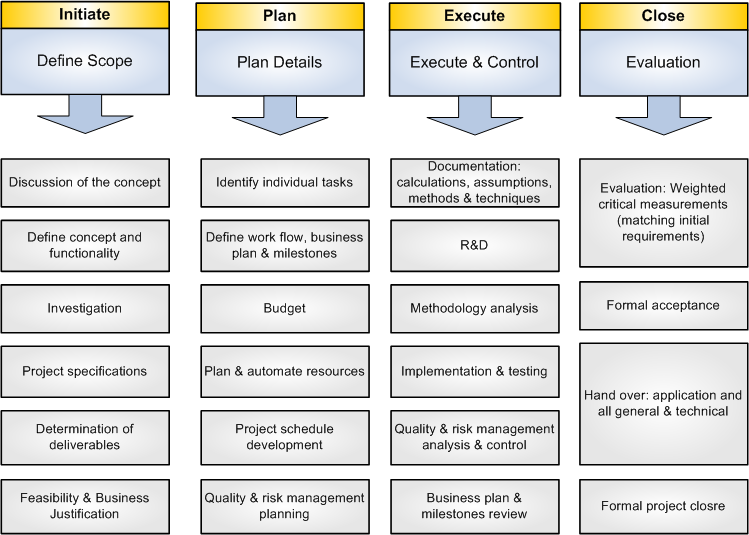 Initiate
Define Scope
Discussion of the concept
Define concept and
functionality
Investigation
Project specifications
Determination of
deliverables
Feasibility & Business
Justification
Plan
Plan Details
Identify individual tasks
Define work flow, business
plan & milestones
Budget
Plan & automate resources
Project schedule
development
Quality & risk management
planning
Execute
Execute & Control
Documentation:
calculations, assumptions,
methods & techniques
R&D
Methodology analysis
Implementation & testing
Quality & risk management
analysis & control
Business plan &
milestones review
Close
Evaluation
Evaluation: Weighted
critical measurements
(matching initial
requirements)
Formal acceptance
Hand over: application and
all general & technical
Formal project closre